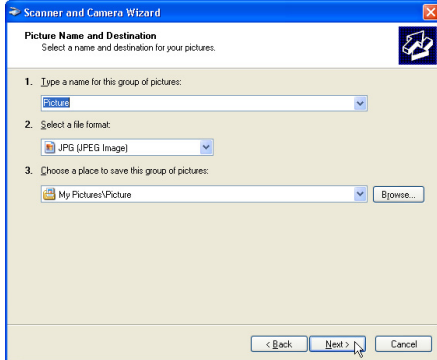 Scanner and Camera Wizard
Picture Name and Destination
Select a name and destination for your pictures.
1. Type a name for this group of pictures:
Picture
2. Select a file format:
JPG (JPEG Image)
3. Choose a place to save this group of pictures:
My Pictures\Picture Browse...
< Back Next > Cancel